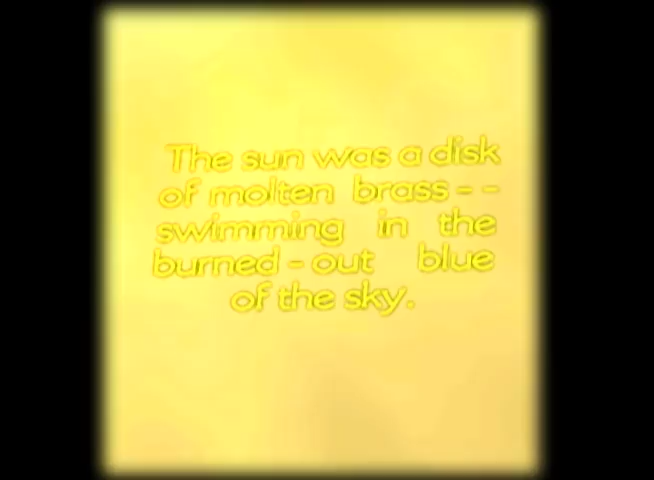 The sun was a disk
of molten brass--
swimming in the
burned-out blue
of the sky.